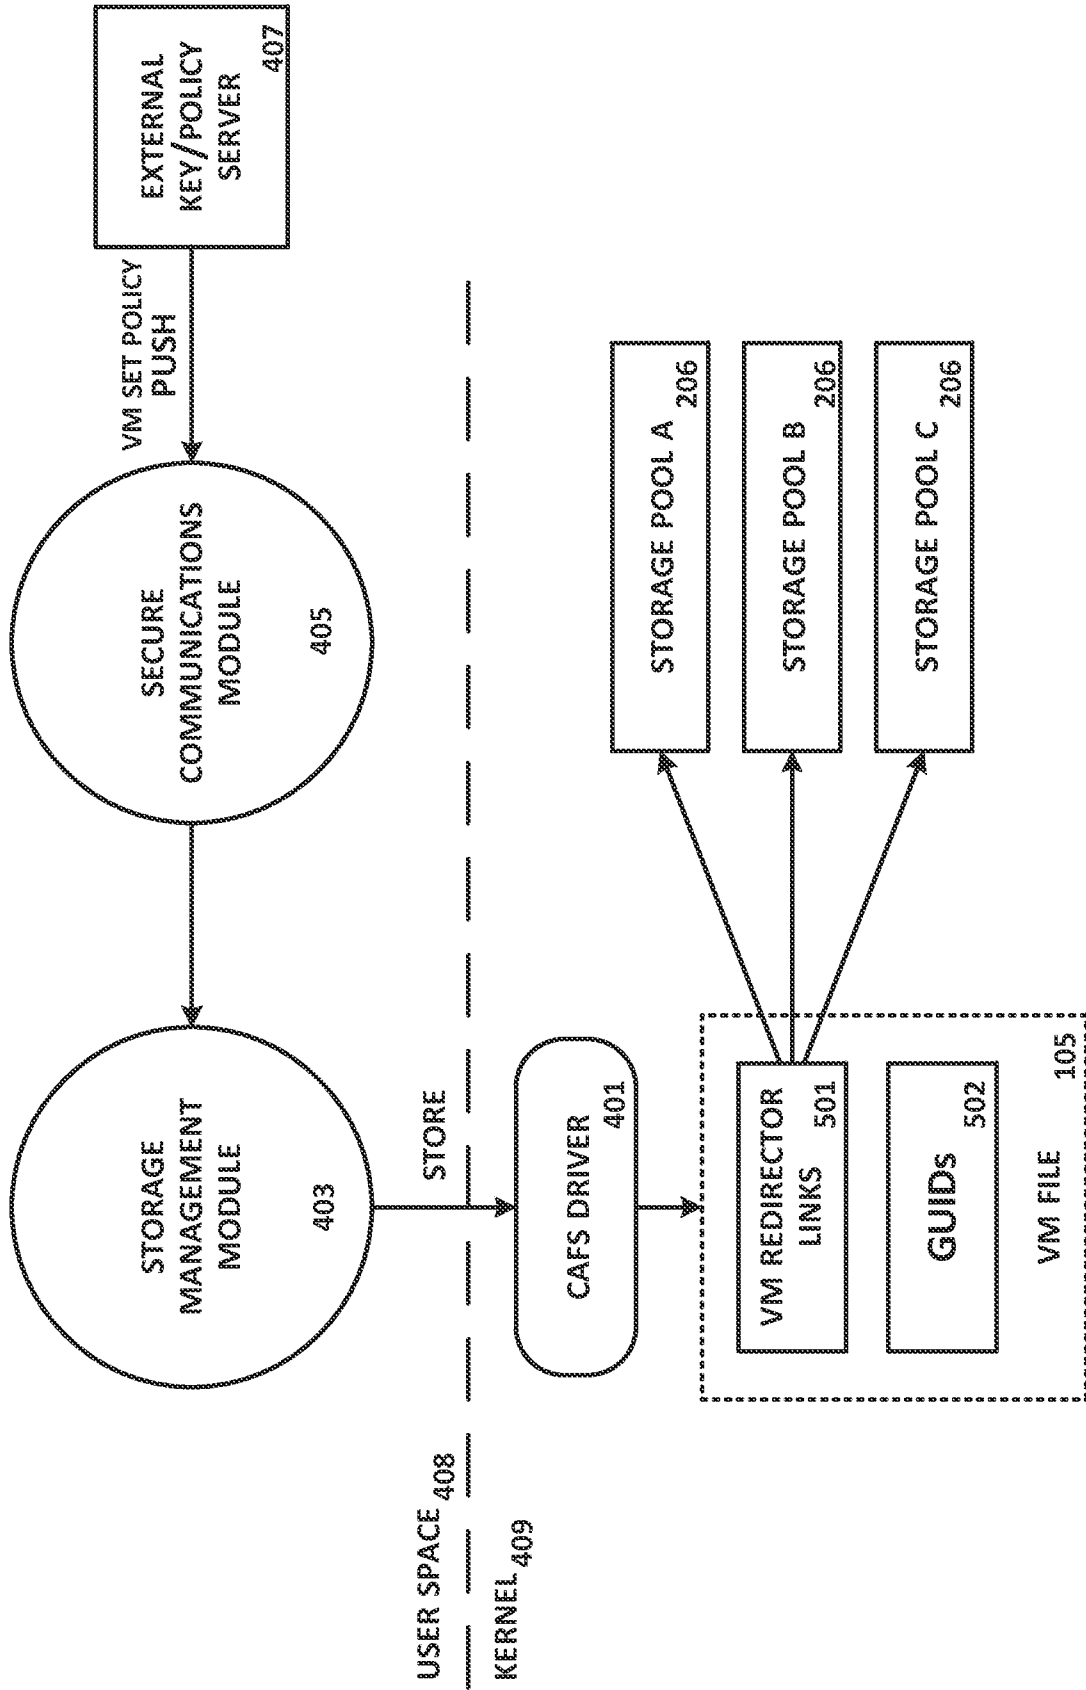 STORAGE
MANAGEMENT
MODULE
403
SECURE
COMMUNICATIONS
MODULE
405
VM SET POLICY
PUSH
EXTERNAL
KEY/POLICY
SERVER
407
STORE
USER SPACE 408
KERNEL 409
CAFS DRIVER
401
VM REDIRECTOR
LINKS
501
GUIDs
502
VM FILE
105
STORAGE POOL A
206
STORAGE POOL B
206
STORAGE POOL C
206